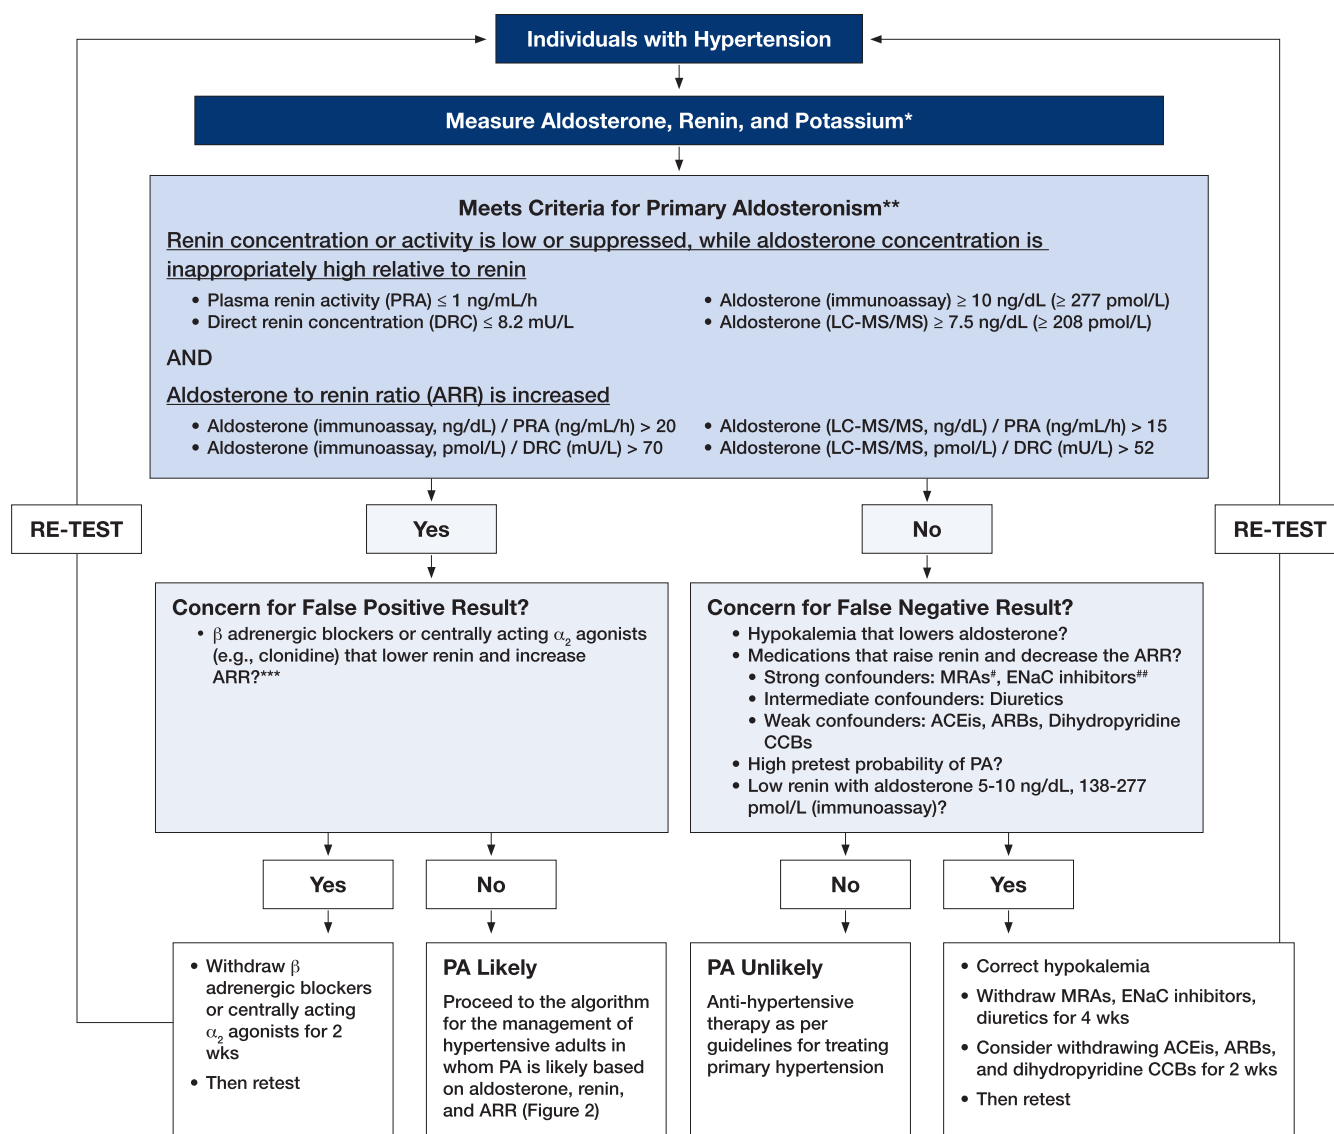 Individuals with Hypertension
Measure Aldosterone, Renin, and Potassium*
Meets Criteria for Primary Aldosteronism**
Renin concentration or activity is low or suppressed, while aldosterone concentration is
inappropriately high relative to renin
• Plasma renin activity (PRA) ≤ 1 ng/mL/h
• Direct renin concentration (DRC) ≤ 8.2 mU/L
• Aldosterone (immunoassay) ≥ 10 ng/dL (≥ 277 pmol/L)
• Aldosterone (LC-MS/MS) ≥ 7.5 ng/dL (≥ 208 pmol/L)
AND
Aldosterone to renin ratio (ARR) is increased
• Aldosterone (immunoassay, ng/dL) / PRA (ng/mL/h) > 20
• Aldosterone (immunoassay, pmol/L) / DRC (mU/L) > 70
• Aldosterone (LC-MS/MS, ng/dL) / PRA (ng/mL/h) > 15
• Aldosterone (LC-MS/MS, pmol/L) / DRC (mU/L) > 52
RE-TEST
Yes
No
RE-TEST
Concern for False Positive Result?
• β adrenergic blockers or centrally acting α₂ agonists
(e.g., clonidine) that lower renin and increase
ARR?***
Concern for False Negative Result?
• Hypokalemia that lowers aldosterone?
• Medications that raise renin and decrease the ARR?
• Strong confounders: MRAs#, ENaC inhibitors##
• Intermediate confounders: Diuretics
• Weak confounders: ACEis, ARBs, Dihydropyridine
CCBs
• High pretest probability of PA?
• Low renin with aldosterone 5-10 ng/dL, 138-277
pmol/L (immunoassay)?
Yes
No
No
Yes
• Withdraw β
adrenergic blockers
or centrally acting
α₂ agonists for 2
wks
• Then retest
PA Likely
Proceed to the algorithm
for the management of
hypertensive adults in
whom PA is likely based
on aldosterone, renin,
and ARR (Figure 2)
PA Unlikely
Anti-hypertensive
therapy as per
guidelines for treating
primary hypertension
• Correct hypokalemia
• Withdraw MRAs, ENaC inhibitors,
diuretics for 4 wks
• Consider withdrawing ACEis, ARBs,
and dihydropyridine CCBs for 2 wks
• Then retest